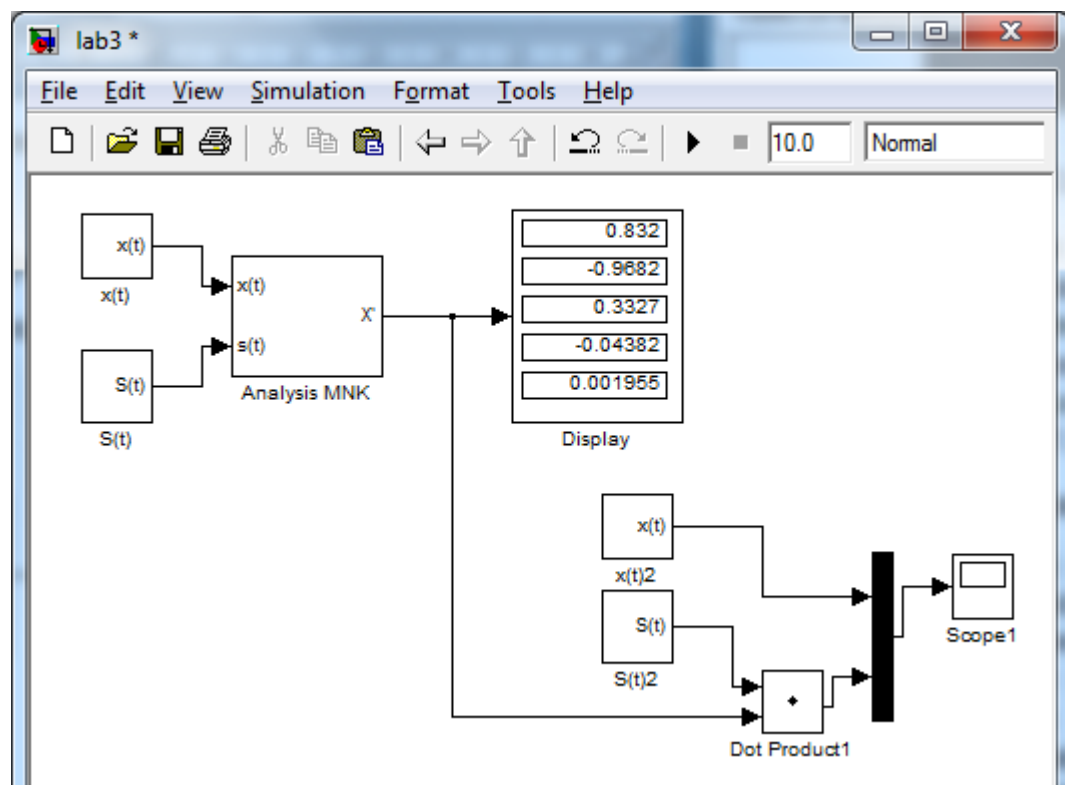 lab3 *
File Edit View Simulation Format Tools Help
10.0 Normal
x(t)
x(t)
S(t)
S(t)
x(t)
s(t)
X'
Analysis MNK
0.832
-0.9682
0.3327
-0.04382
0.001955
Display
x(t)
x(t)2
S(t)
S(t)2
Dot Product1
Scope1